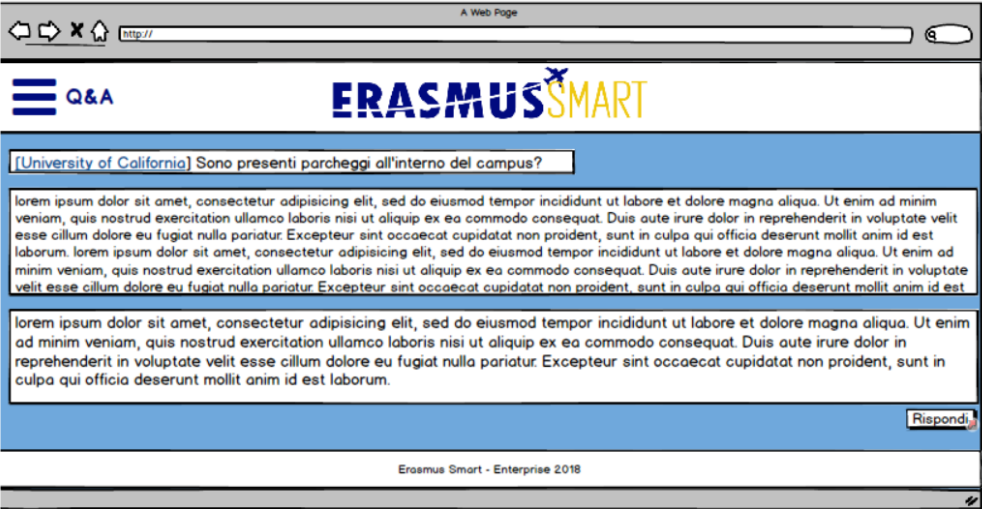 A Web Page
http://
Q&A
ERASMUSSMART
[University of California] Sono presenti parcheggi all'interno del campus?
lorem ipsum dolor sit amet, consectetur adipisicing elit, sed do eiusmod tempor incididunt ut labore et dolore magna aliqua. Ut enim ad minim
veniam, quis nostrud exercitation ullamco laboris nisi ut aliquip ex ea commodo consequat. Duis aute irure dolor in reprehenderit in voluptate velit
esse cillum dolore eu fugiat nulla pariatur. Excepteur sint occaecat cupidatat non proident, sunt in culpa qui officia deserunt mollit anim id est
laborum. lorem ipsum dolor sit amet, consectetur adipisicing elit, sed do eiusmod tempor incididunt ut labore et dolore magna aliqua. Ut enim ad
minim veniam, quis nostrud exercitation ullamco laboris nisi ut aliquip ex ea commodo consequat. Duis aute irure dolor in reprehenderit in voluptate
velit esse cillum dolore eu fugiat nulla pariatur. Excepteur sint occaecat cupidatat non proident, sunt in culpa qui officia deserunt mollit anim id est
lorem ipsum dolor sit amet, consectetur adipisicing elit, sed do eiusmod tempor incididunt ut labore et dolore magna aliqua. Ut enim
ad minim veniam, quis nostrud exercitation ullamco laboris nisi ut aliquip ex ea commodo consequat. Duis aute irure dolor in
reprehenderit in voluptate velit esse cillum dolore eu fugiat nulla pariatur. Excepteur sint occaecat cupidatat non proident, sunt in
culpa qui officia deserunt mollit anim id est laborum.
Rispondi
Erasmus Smart - Enterprise 2018